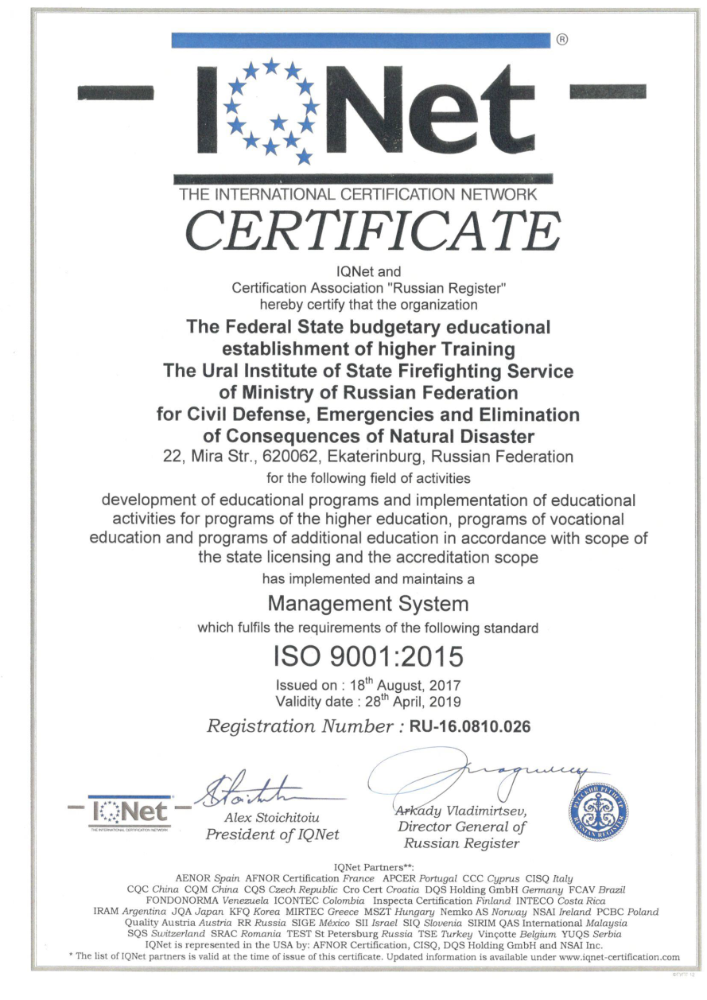 ®
IQNet
THE INTERNATIONAL CERTIFICATION NETWORK
CERTIFICATE
IQNet and
Certification Association "Russian Register"
hereby certify that the organization
The Federal State budgetary educational
establishment of higher Training
The Ural Institute of State Firefighting Service
of Ministry of Russian Federation
for Civil Defense, Emergencies and Elimination
of Consequences of Natural Disaster
22, Mira Str., 620062, Ekaterinburg, Russian Federation
for the following field of activities
development of educational programs and implementation of educational
activities for programs of the higher education, programs of vocational
education and programs of additional education in accordance with scope of
the state licensing and the accreditation scope
has implemented and maintains a
Management System
which fulfils the requirements of the following standard
ISO 9001:2015
Issued on : 18th August, 2017
Validity date : 28th April, 2019
Registration Number : RU-16.0810.026
IQNet
THE INTERNATIONAL CERTIFICATION NETWORK
Alex Stoichitoiu
President of IQNet
Arkady Vladimirtsev,
Director General of
Russian Register
РУССКИЙ РЕГИСТР
RUSSIAN REGISTER
IQNet Partners**:
AENOR Spain AFNOR Certification France APCER Portugal CCC Cyprus CISQ Italy
CQC China CQM China CQS Czech Republic Cro Cert Croatia DQS Holding GmbH Germany FCAV Brazil
FONDONORMA Venezuela ICONTEC Colombia Inspecta Certification Finland INTECO Costa Rica
IRAM Argentina JQA Japan KFQ Korea MIRTEC Greece MSZT Hungary Nemko AS Norway NSAI Ireland PCBC Poland
Quality Austria Austria RR Russia SIGE México SII Israel SIQ Slovenia SIRIM QAS International Malaysia
SQS Switzerland SRAC Romania TEST St Petersburg Russia TSE Turkey Vinçotte Belgium YUQS Serbia
IQNet is represented in the USA by: AFNOR Certification, CISQ, DQS Holding GmbH and NSAI Inc.
* The list of IQNet partners is valid at the time of issue of this certificate. Updated information is available under www.iqnet-certification.com